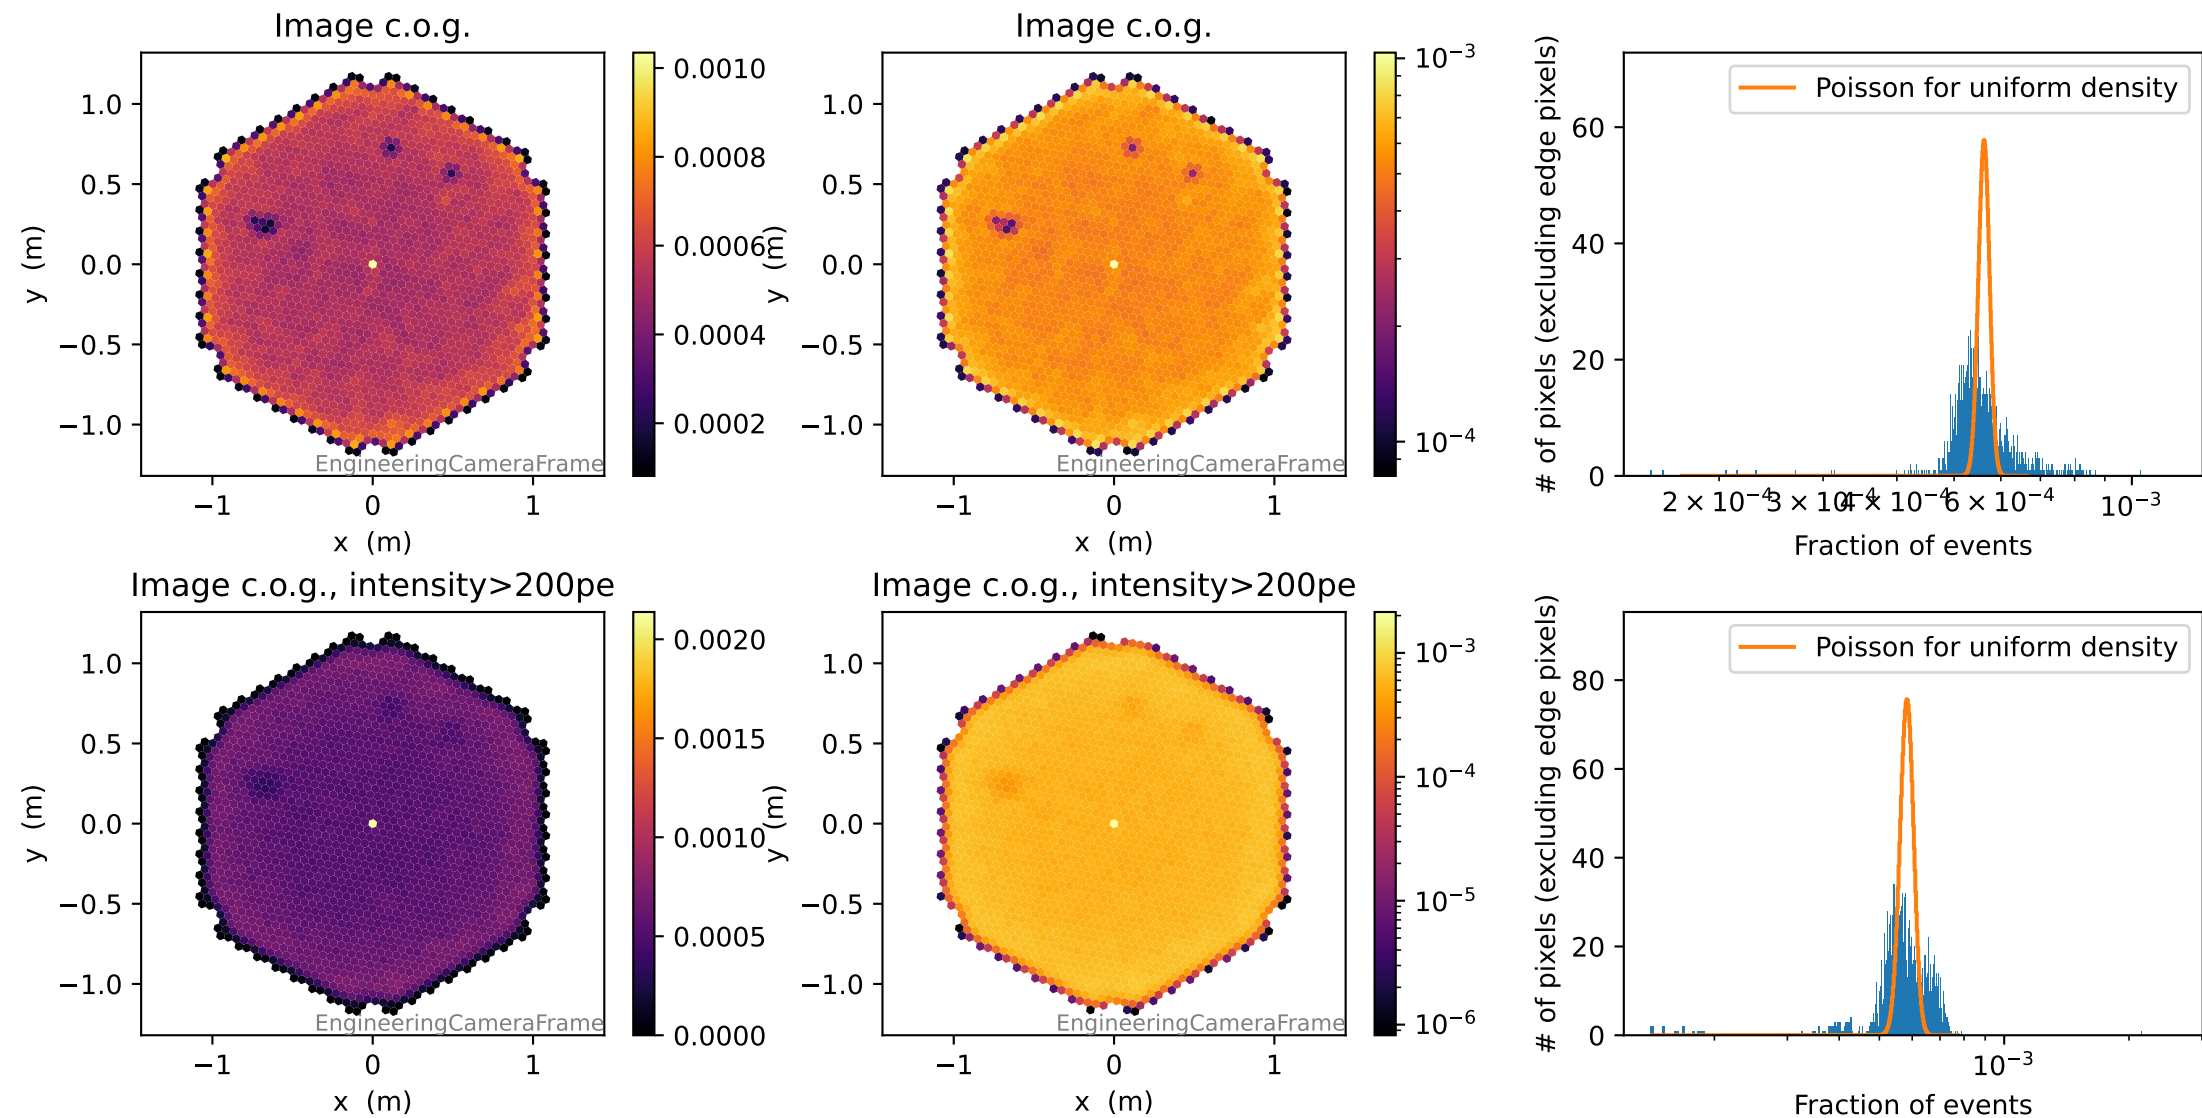 Image c.o.g.
1.0
0.5
0.0
−0.5
−1.0
y (m)
−1
0
1
x (m)
EngineeringCameraFrame
0.0010
0.0008
0.0006
0.0004
0.0002
Image c.o.g.
1.0
0.5
0.0
−0.5
−1.0
y (m)
−1
0
1
x (m)
EngineeringCameraFrame
10⁻³
10⁻⁴
Poisson for uniform density
# of pixels (excluding edge pixels)
60
40
20
0
2 × 10⁻⁴
3 × 10⁻⁴
4 × 10⁻⁴
6 × 10⁻⁴
10⁻³
Fraction of events
Image c.o.g., intensity>200pe
1.0
0.5
0.0
−0.5
−1.0
y (m)
−1
0
1
x (m)
EngineeringCameraFrame
0.0020
0.0015
0.0010
0.0005
0.0000
Image c.o.g., intensity>200pe
1.0
0.5
0.0
−0.5
−1.0
y (m)
−1
0
1
x (m)
EngineeringCameraFrame
10⁻³
10⁻⁴
10⁻⁵
10⁻⁶
Poisson for uniform density
# of pixels (excluding edge pixels)
80
60
40
20
0
10⁻³
Fraction of events